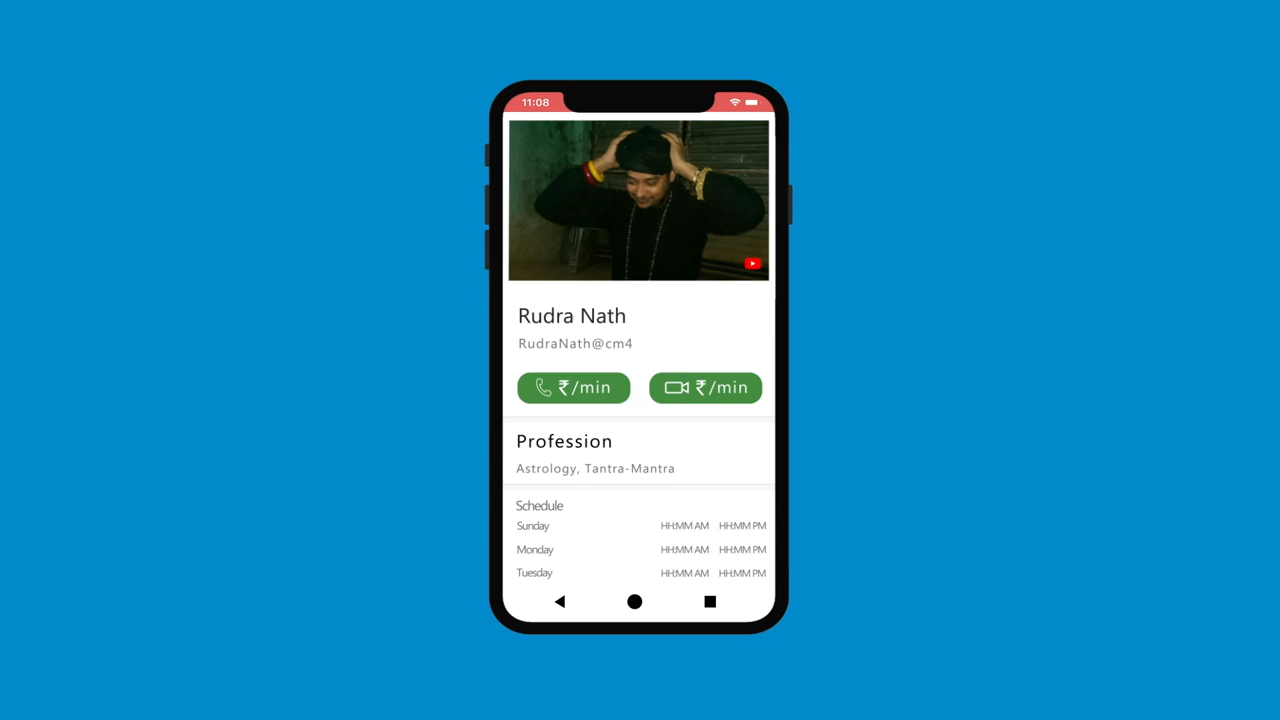 11:08
Rudra Nath
RudraNath@cm4
₹/min ₹/min
Profession
Astrology, Tantra-Mantra
Schedule
Sunday HH:MM AM HH:MM PM
Monday HH:MM AM HH:MM PM
Tuesday HH:MM AM HH:MM PM